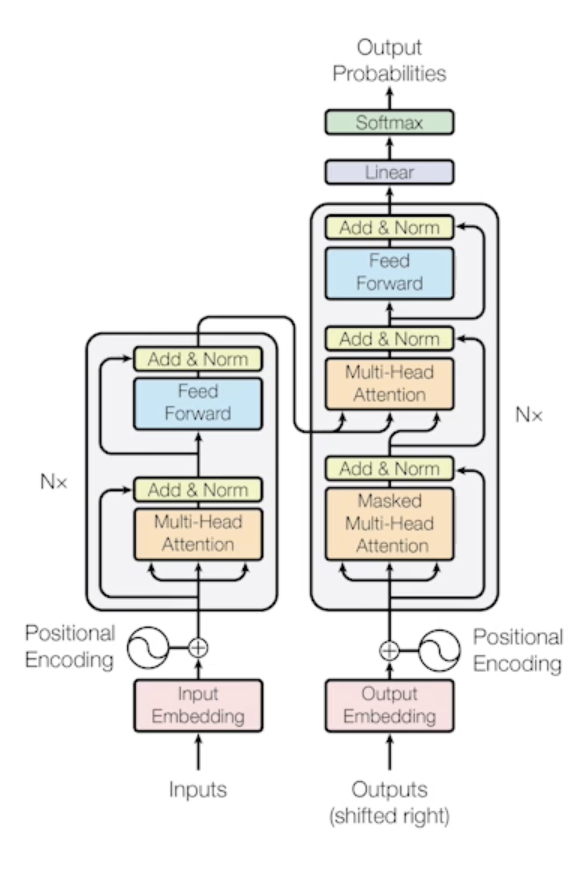 Output
Probabilities
Softmax
Linear
Add & Norm
Feed
Forward
Add & Norm
Multi-Head
Attention
Add & Norm
Masked
Multi-Head
Attention
Nx
Add & Norm
Feed
Forward
Add & Norm
Multi-Head
Attention
Nx
Positional
Encoding
Input
Embedding
Inputs
Positional
Encoding
Output
Embedding
Outputs
(shifted right)